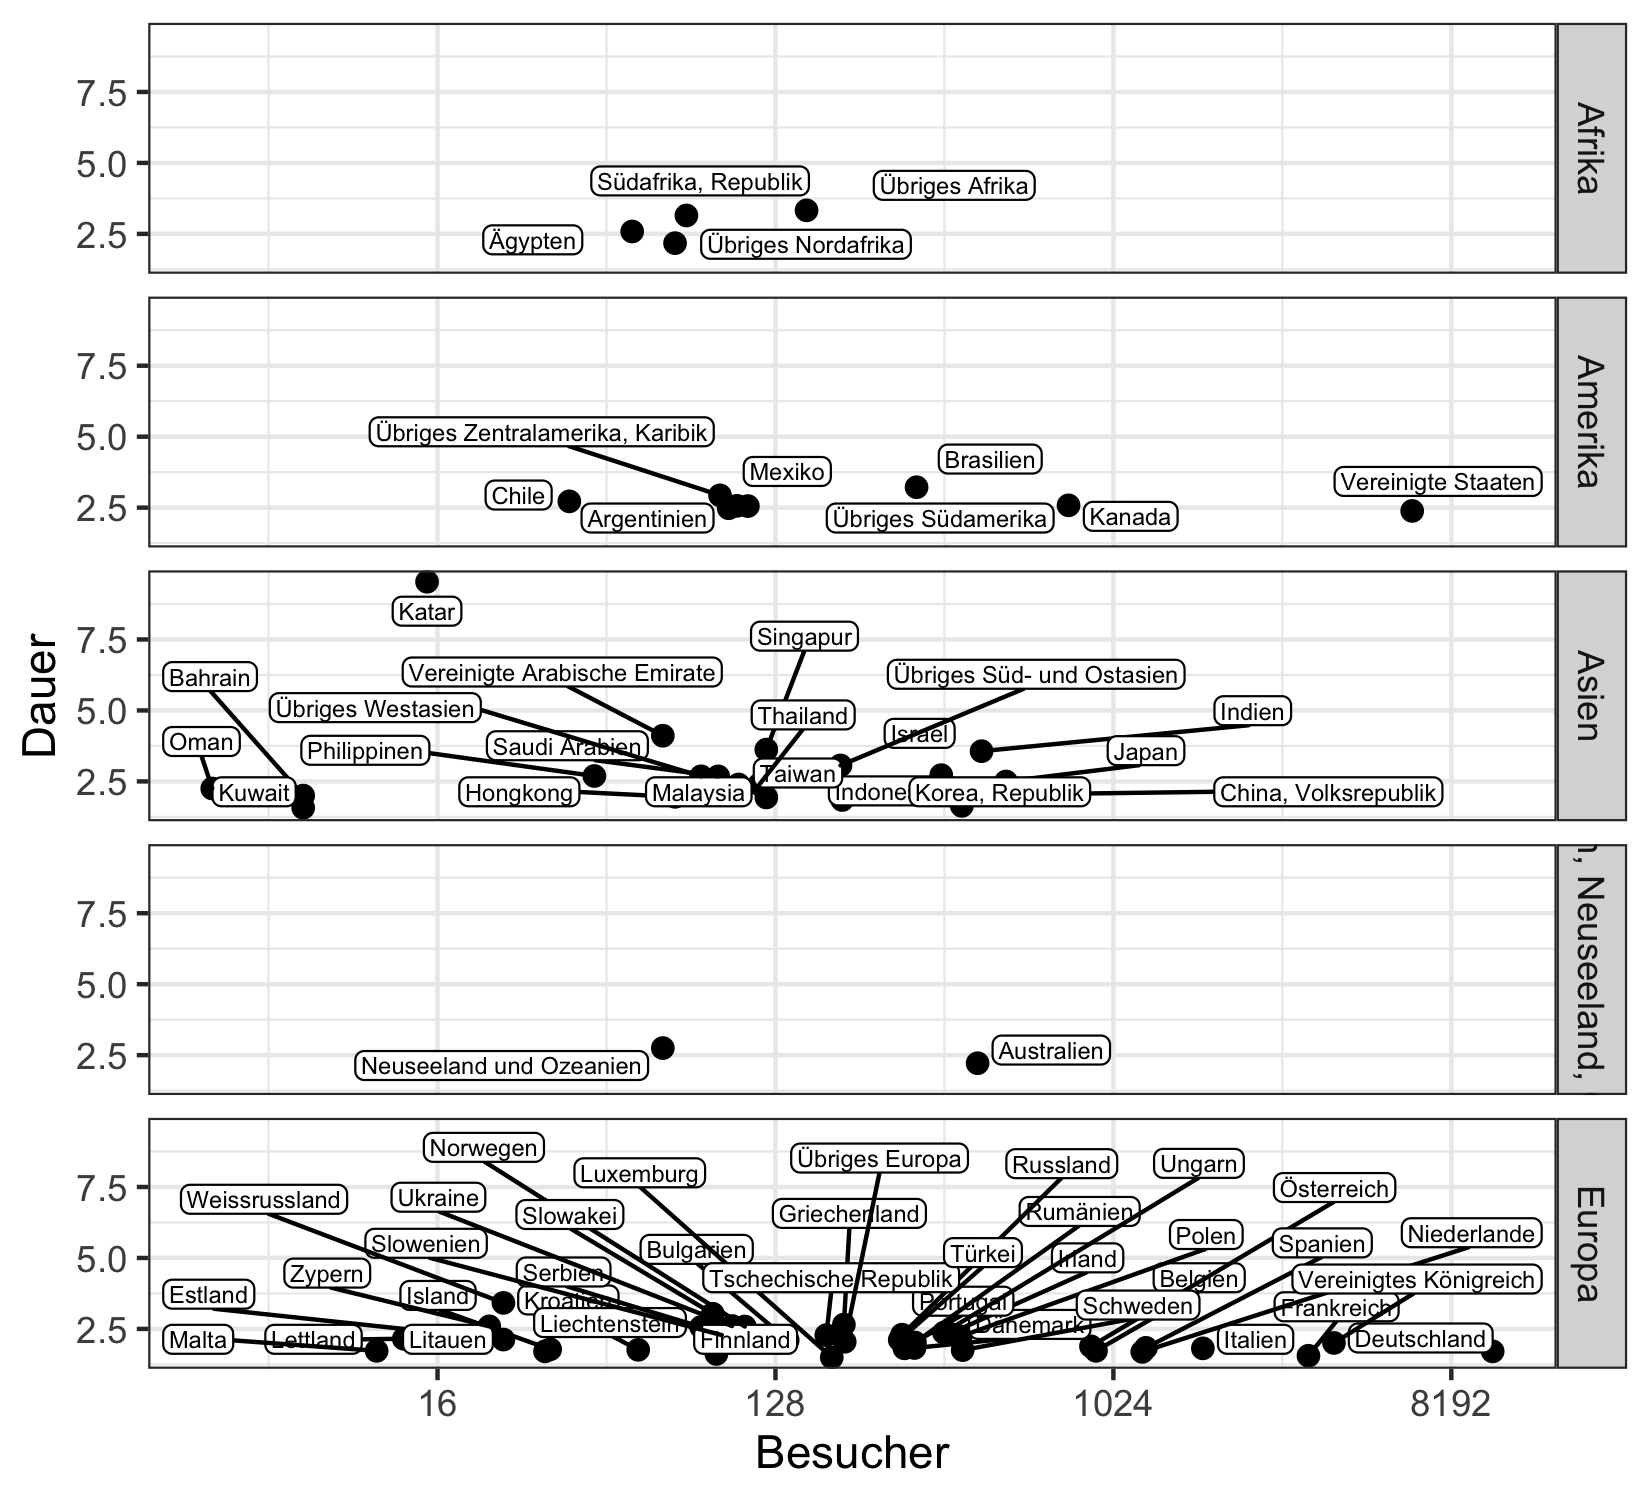 7.5
5.0
2.5
Südafrika, Republik
Übriges Afrika
Ägypten
Übriges Nordafrika
Afrika
7.5
5.0
2.5
Übriges Zentralamerika, Karibik
Mexiko
Brasilien
Chile
Argentinien
Übriges Südamerika
Kanada
Vereinigte Staaten
Amerika
Dauer
7.5
5.0
2.5
Katar
Singapur
Bahrain
Vereinigte Arabische Emirate
Übriges Süd- und Ostasien
Übriges Westasien
Thailand
Indien
Oman
Philippinen
Saudi Arabien
Israel
Japan
Taiwan
Kuwait
Hongkong
Malaysia
Indone
Korea, Republik
China, Volksrepublik
Asien
7.5
5.0
2.5
Neuseeland und Ozeanien
Australien
, Neuseeland,
7.5
5.0
2.5
Norwegen
Luxemburg
Übriges Europa
Russland
Ungarn
Weissrussland
Ukraine
Slowakei
Griechenland
Rumänien
Österreich
Slowenien
Bulgarien
Türkei
Irland
Polen
Spanien
Niederlande
Zypern
Serbien
Tschechische Republik
Belgien
Vereinigtes Königreich
Estland
Island
Kroatien
Portugal
Schweden
Frankreich
Liechtenstein
Dänemark
Malta
Lettland
Litauen
Finnland
Italien
Deutschland
Europa
16
128
1024
8192
Besucher